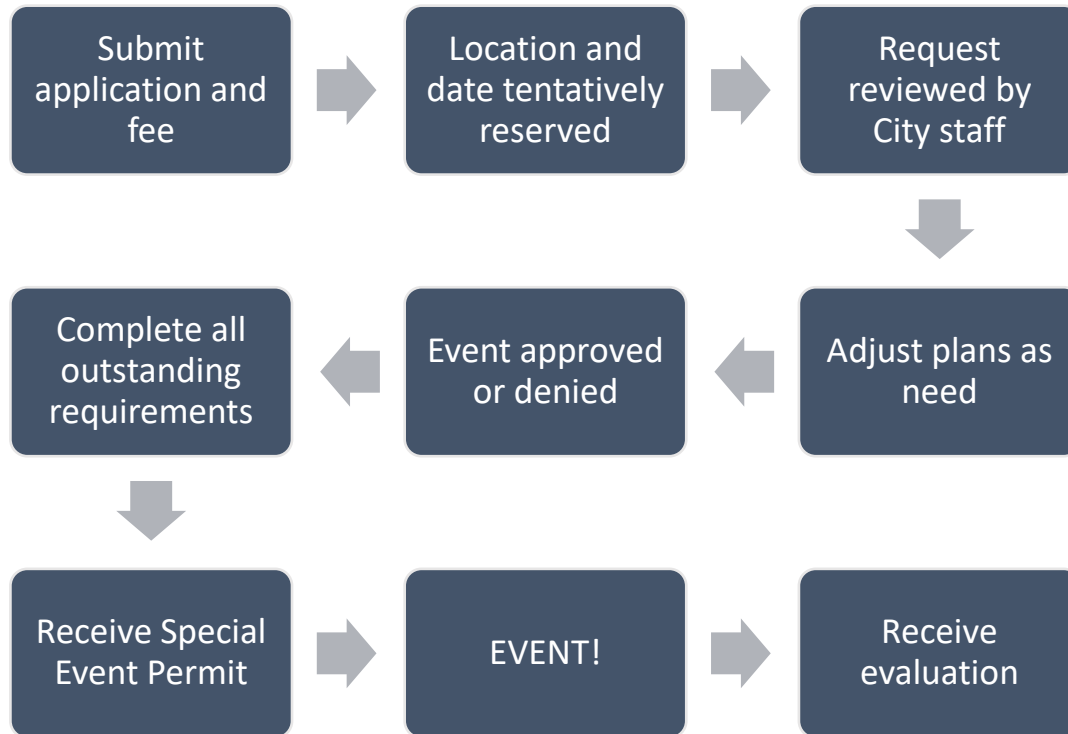 Submit
application and
fee
Location and
date tentatively
reserved
Request
reviewed by
City staff
Adjust plans as
need
Event approved
or denied
Complete all
outstanding
requirements
Receive Special
Event Permit
EVENT!
Receive
evaluation